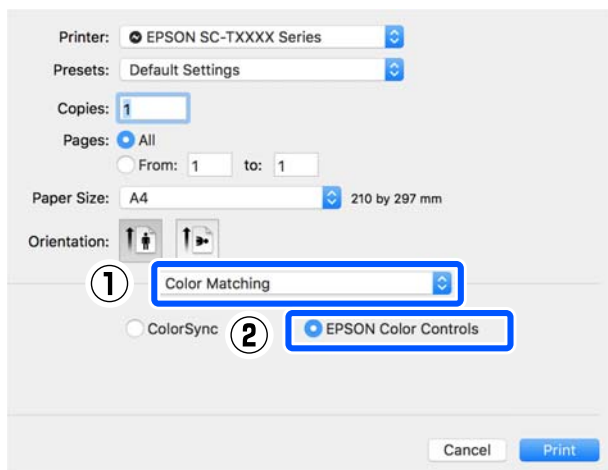 Printer: EPSON SC-TXXXX Series
Presets: Default Settings
Copies: 1
Pages: All
From: 1 to: 1
Paper Size: A4 210 by 297 mm
Orientation:
① Color Matching
ColorSync ② EPSON Color Controls
Cancel Print